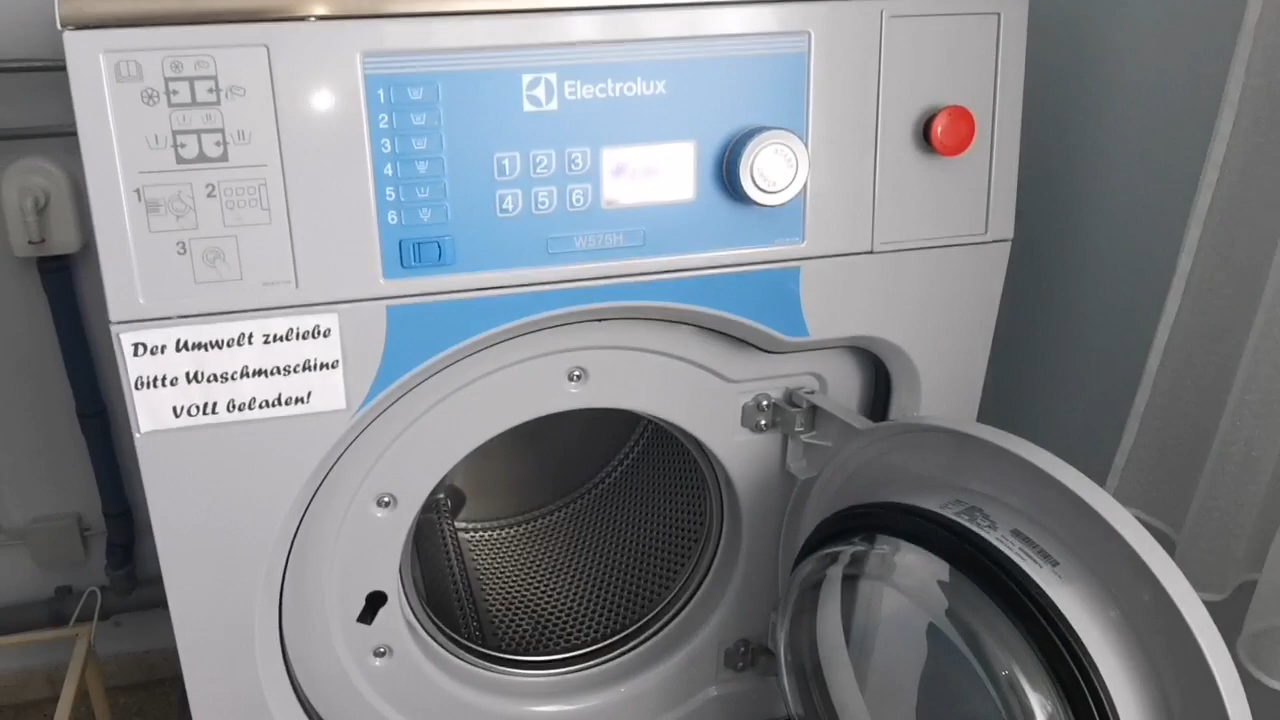 Electrolux
1
2
3
4
5
6
1 2 3
4 5 6
START
W575H
1
2
3
Der Umwelt zuliebe
bitte Waschmaschine
VOLL beladen!